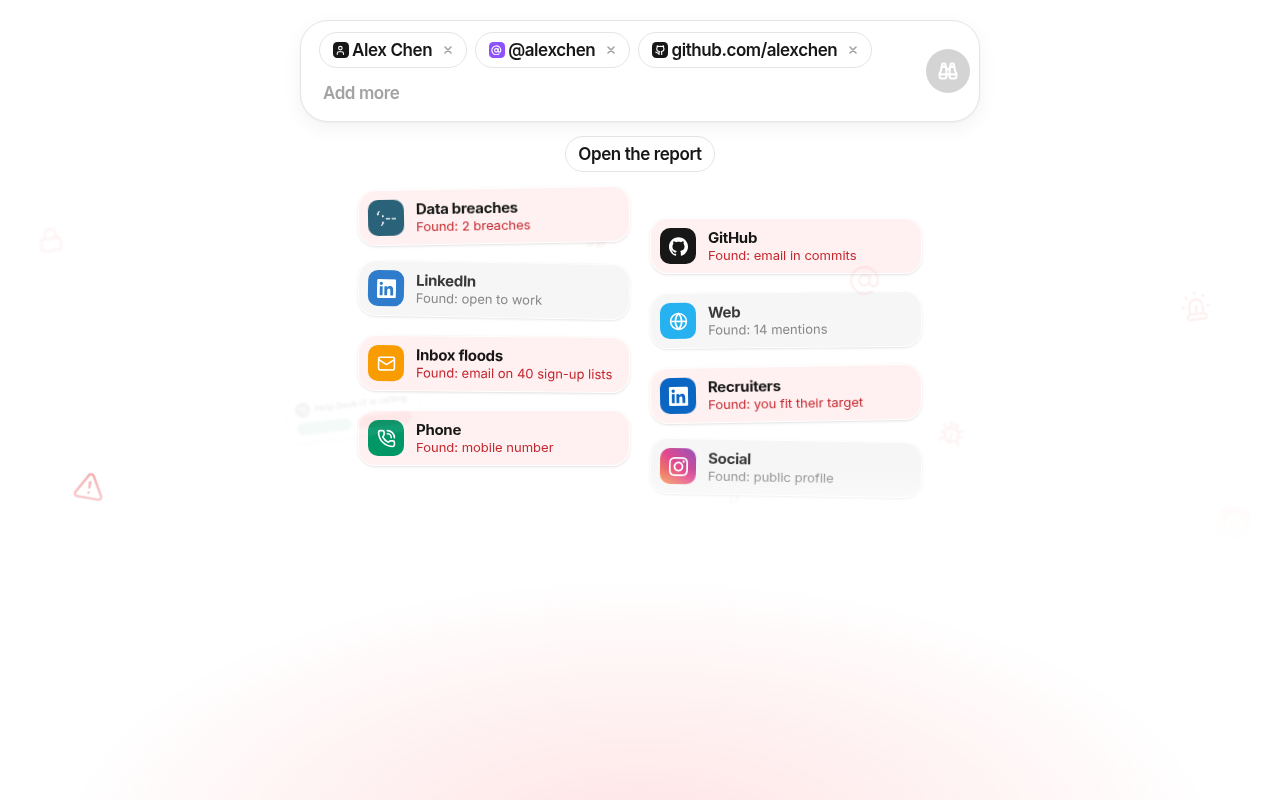 Alex Chen
@alexchen
github.com/alexchen
Add more
Open the report
Data breaches
Found: 2 breaches
LinkedIn
Found: open to work
Inbox floods
Found: email on 40 sign-up lists
Phone
Found: mobile number
GitHub
Found: email in commits
Web
Found: 14 mentions
Recruiters
Found: you fit their target
Social
Found: public profile